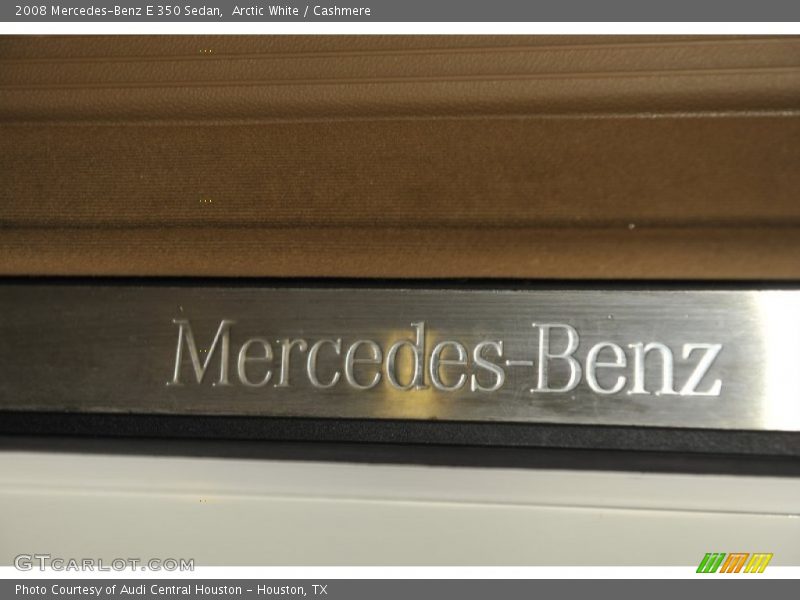 2008 Mercedes-Benz E 350 Sedan, Arctic White / Cashmere
Mercedes-Benz
GTCARLOT.COM
Photo Courtesy of Audi Central Houston - Houston, TX